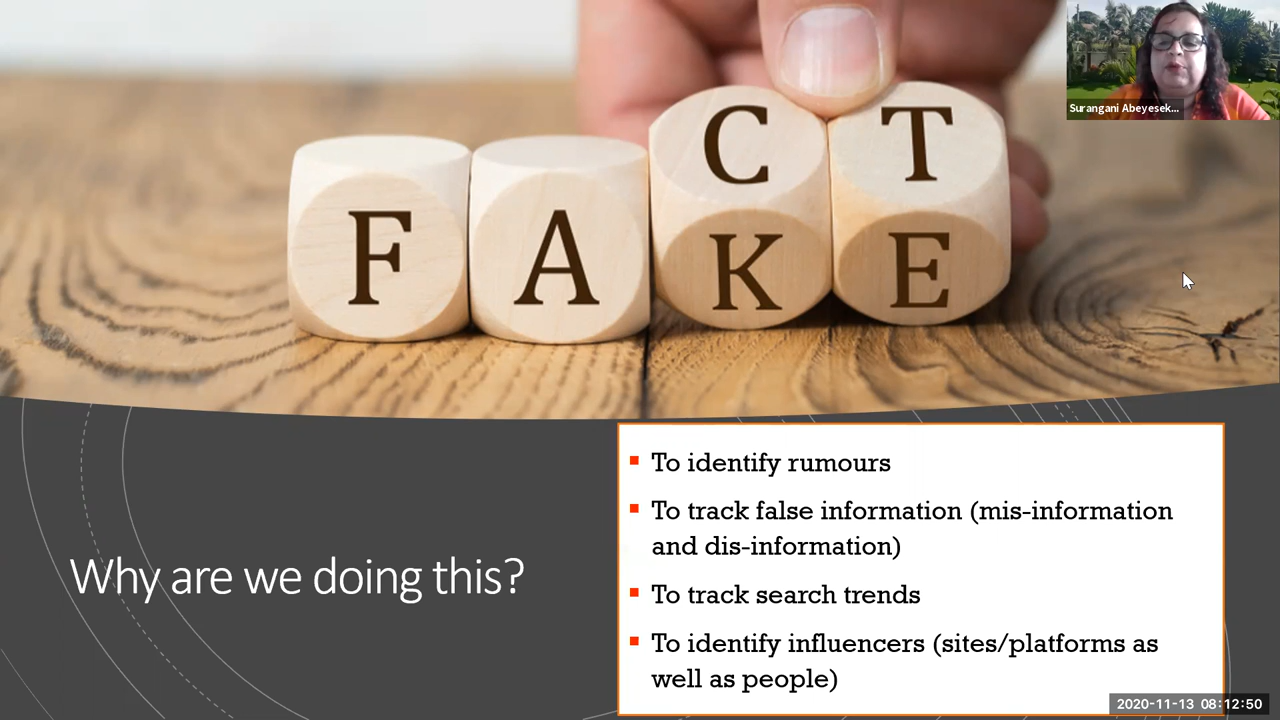 Surangani Abeyesek...
C T
F A K E
Why are we doing this?
To identify rumours
To track false information (mis-information
and dis-information)
To track search trends
To identify influencers (sites/platforms as
well as people)
2020-11-13 08:12:50